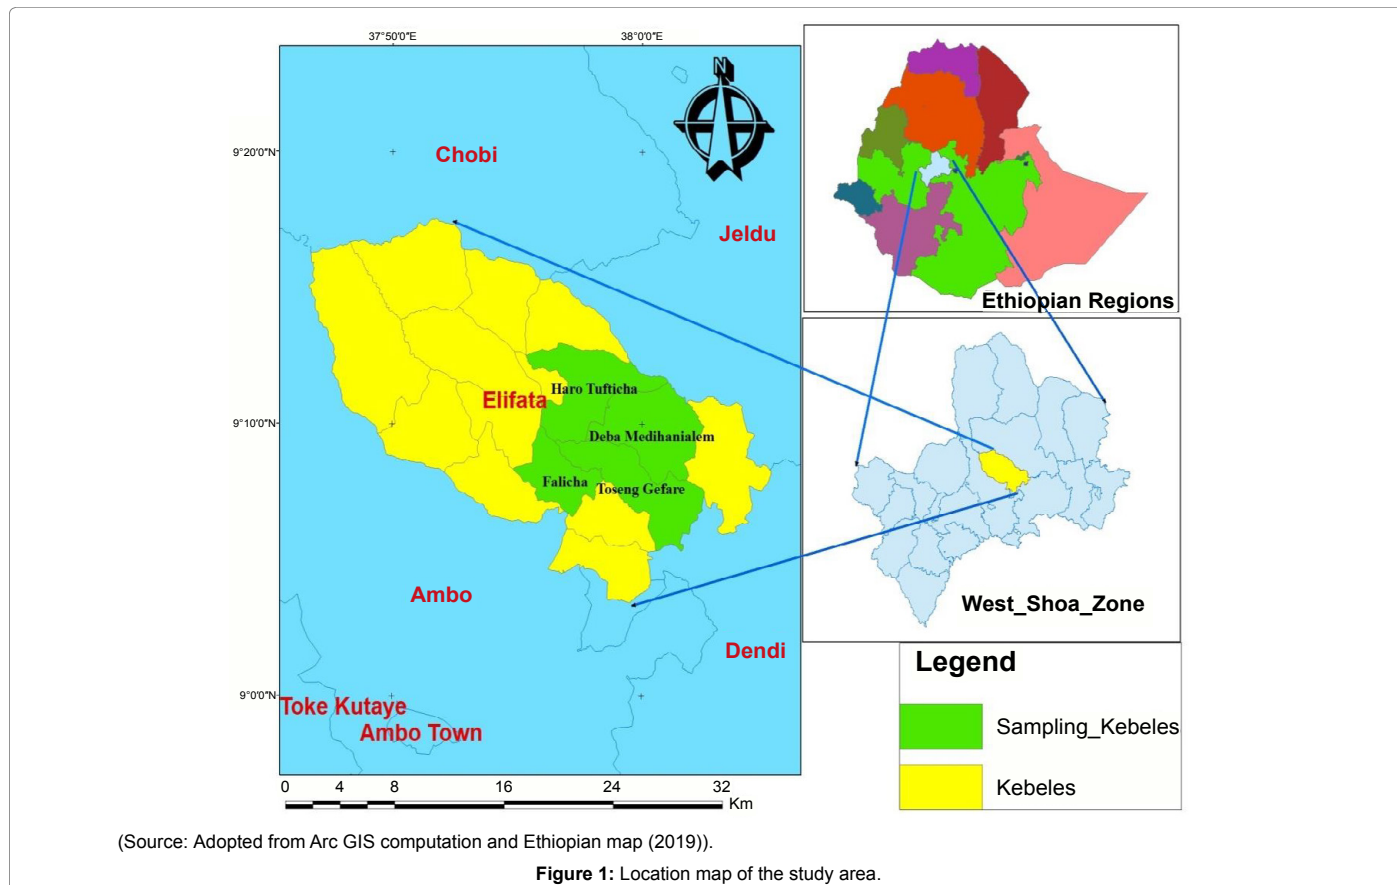 37°50'0"E
38°0'0"E
N
9°20'0"N
Chobi
Jeldu
Ethiopian Regions
Haro Tufticha
Elifata
9°10'0"N
Deba Medihanialem
Falicha
Toseng Gefare
Ambo
West_Shoa_Zone
Dendi
9°0'0"N
Toke Kutaye
Ambo Town
Legend
Sampling_Kebeles
Kebeles
0 4 8 16 24 32
Km
(Source: Adopted from Arc GIS computation and Ethiopian map (2019)).
Figure 1: Location map of the study area.